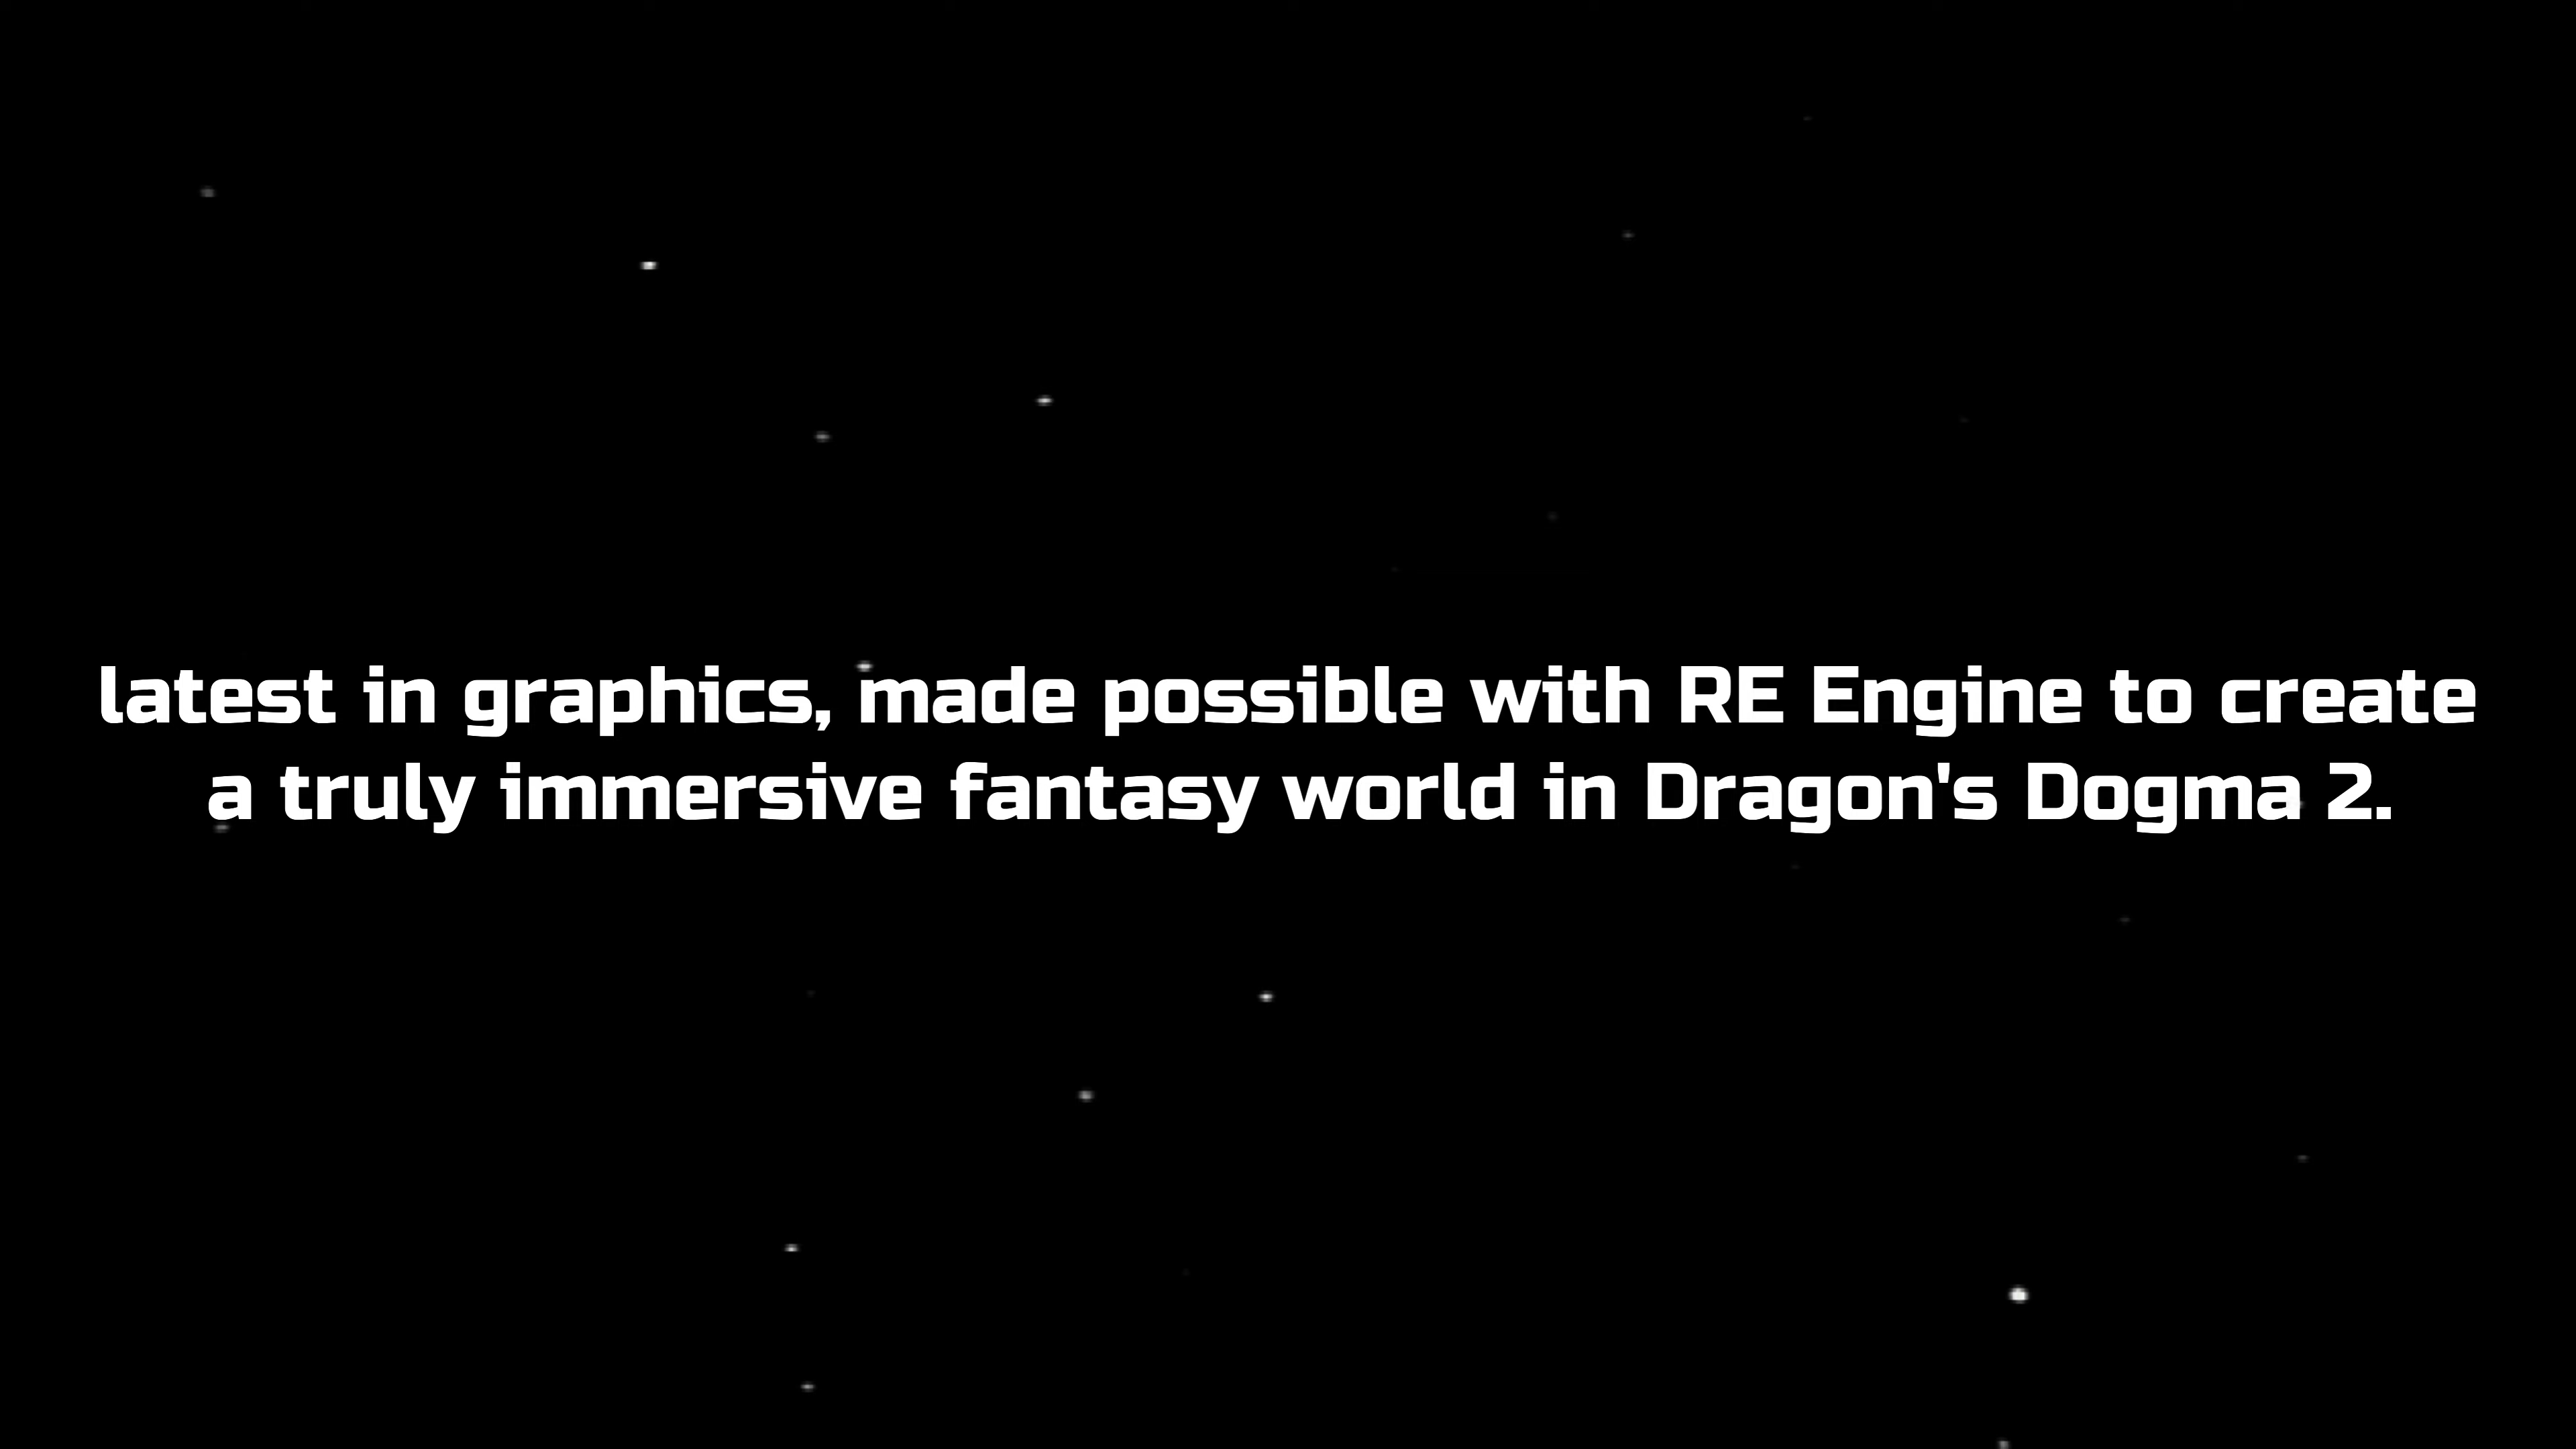 latest in graphics, made possible with RE Engine to create
a truly immersive fantasy world in Dragon's Dogma 2.